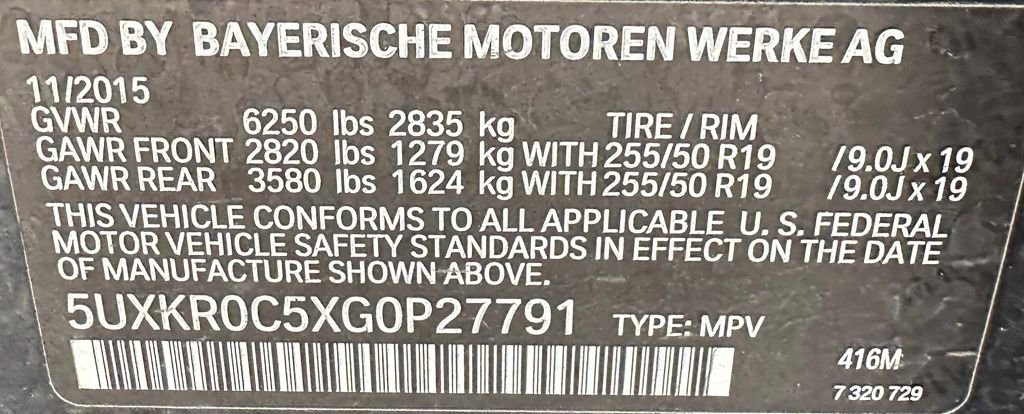 MFD BY BAYERISCHE MOTOREN WERKE AG
11/2015
GVWR 6250 lbs 2835 kg TIRE / RIM
GAWR FRONT 2820 lbs 1279 kg WITH 255/50 R19 /9.0J x 19
GAWR REAR 3580 lbs 1624 kg WITH 255/50 R19 /9.0J x 19
THIS VEHICLE CONFORMS TO ALL APPLICABLE U. S. FEDERAL
MOTOR VEHICLE SAFETY STANDARDS IN EFFECT ON THE DATE
OF MANUFACTURE SHOWN ABOVE.
5UXKR0C5XG0P27791 TYPE: MPV
416M
7 320 729